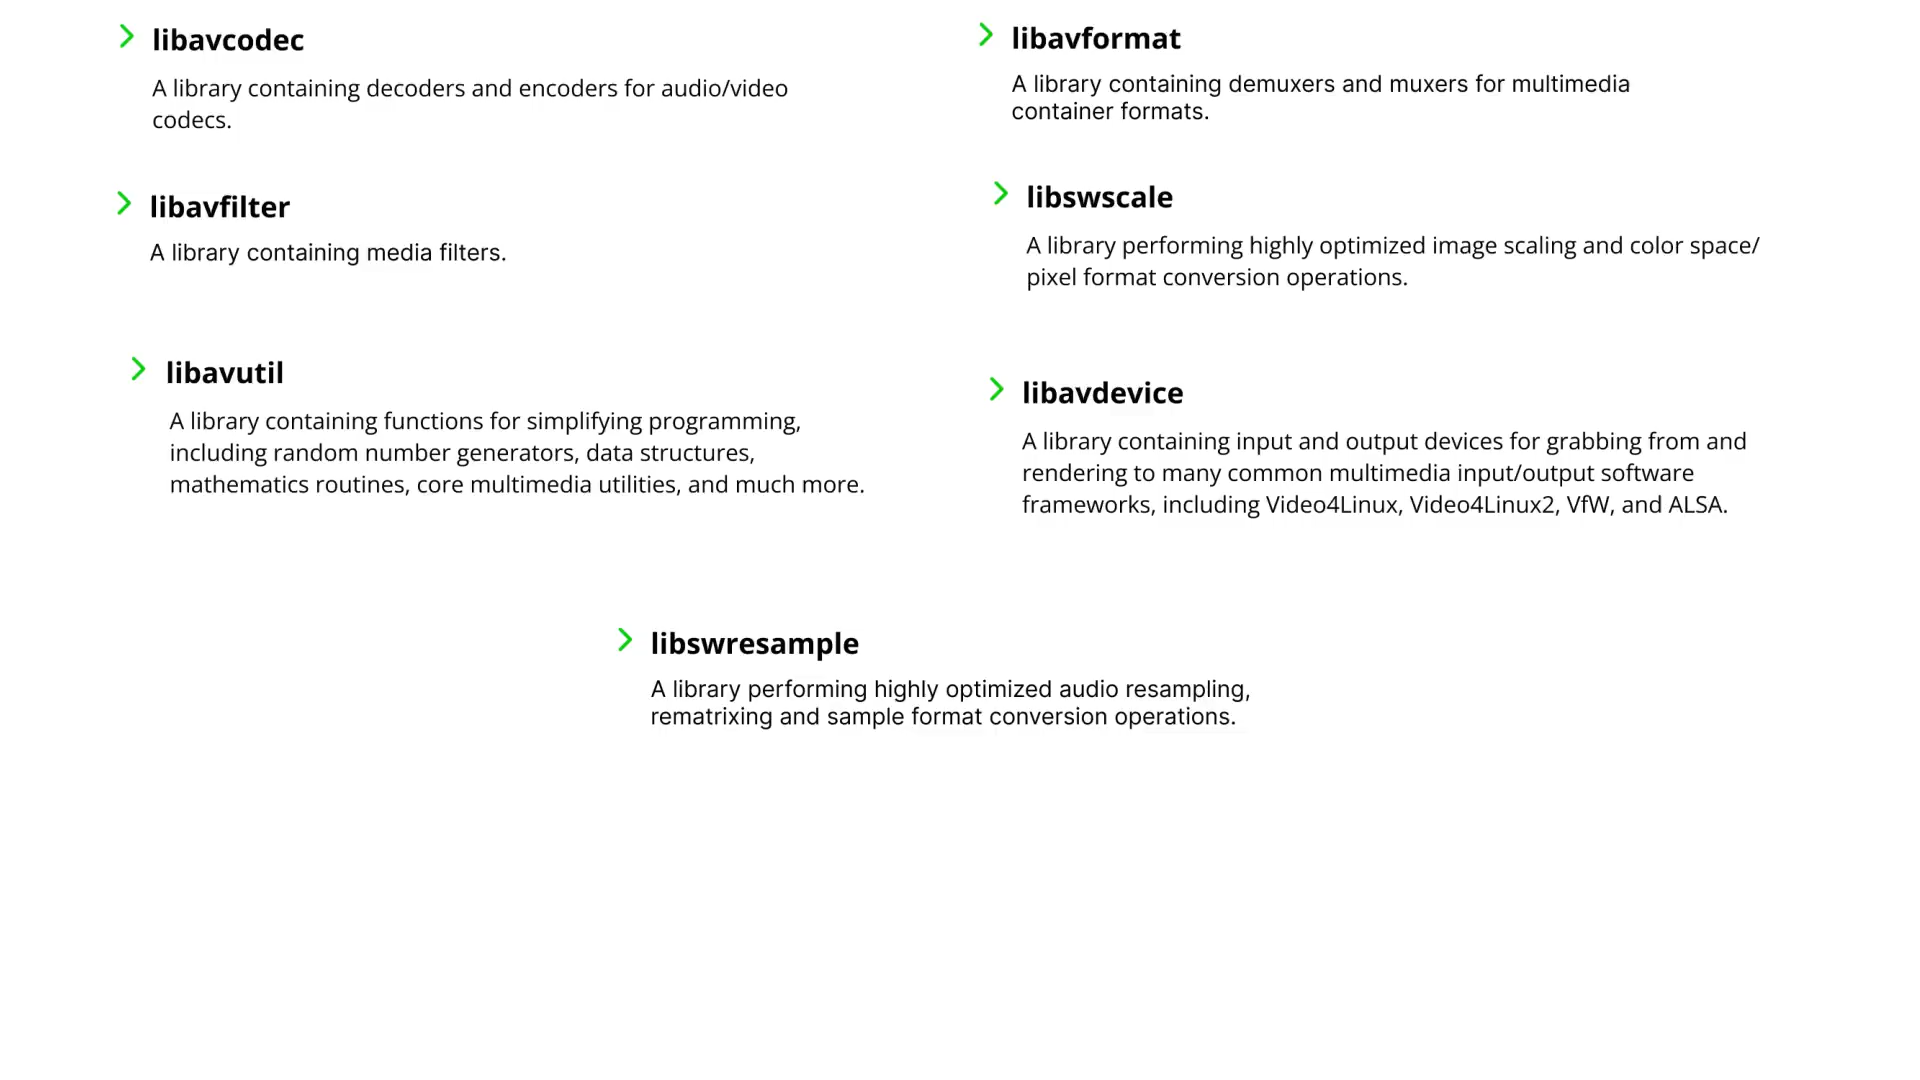 libavcodec
A library containing decoders and encoders for audio/video
codecs.
libavformat
A library containing demuxers and muxers for multimedia
container formats.
libavfilter
A library containing media filters.
libswscale
A library performing highly optimized image scaling and color space/
pixel format conversion operations.
libavutil
A library containing functions for simplifying programming,
including random number generators, data structures,
mathematics routines, core multimedia utilities, and much more.
libavdevice
A library containing input and output devices for grabbing from and
rendering to many common multimedia input/output software
frameworks, including Video4Linux, Video4Linux2, VfW, and ALSA.
libswresample
A library performing highly optimized audio resampling,
rematrixing and sample format conversion operations.